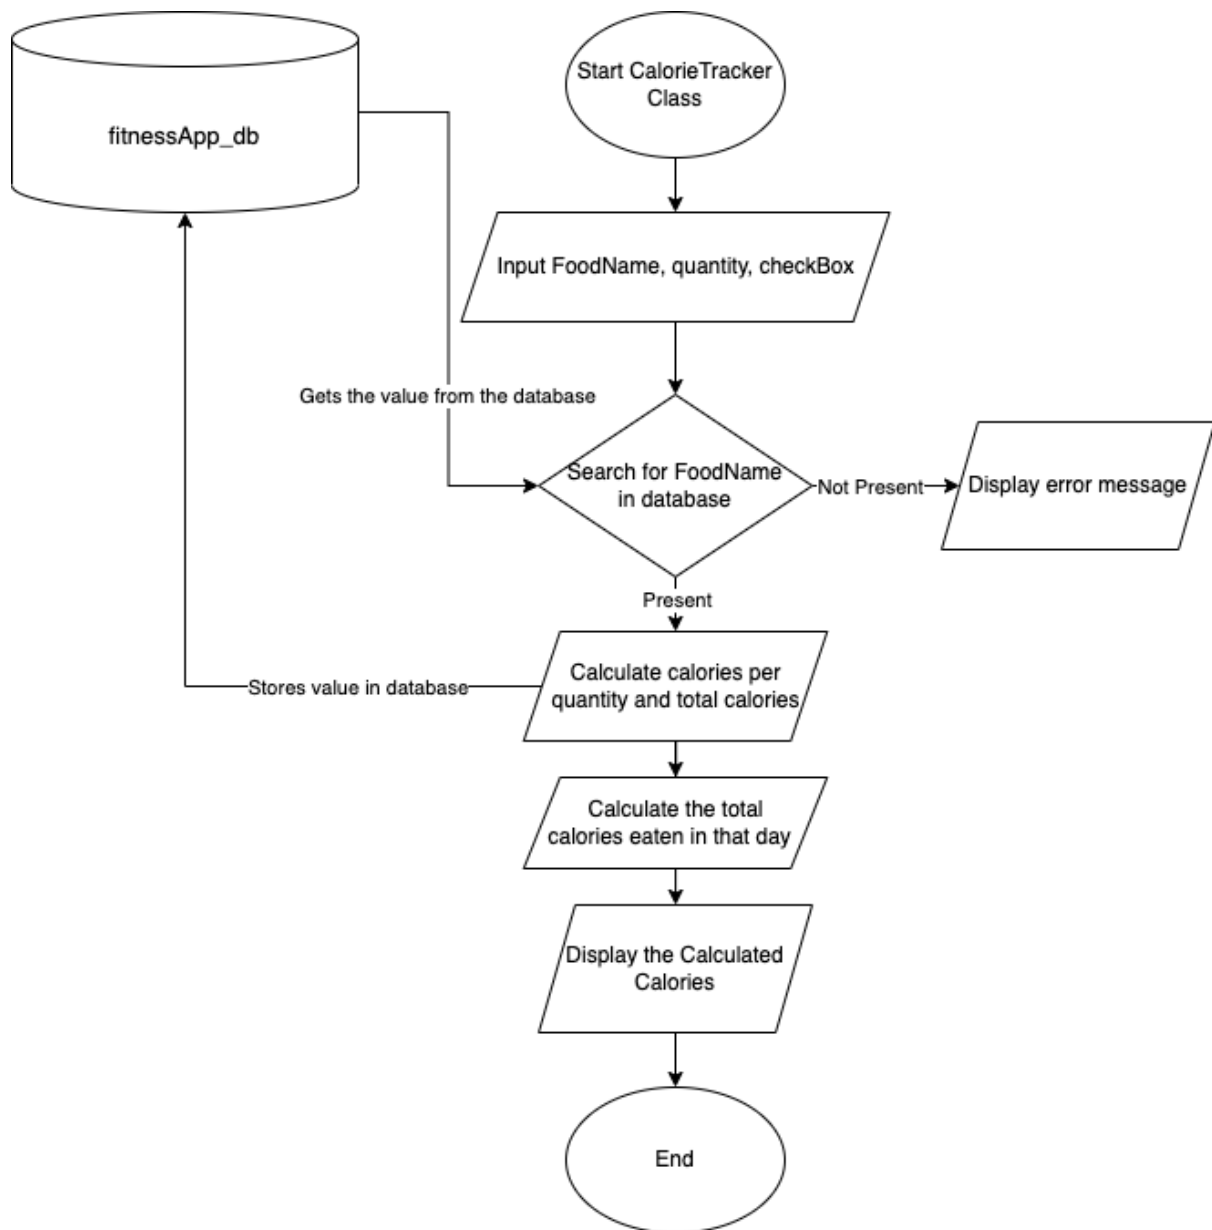 fitnessApp_db
Start CalorieTracker
Class
Input FoodName, quantity, checkBox
Gets the value from the database
Search for FoodName
in database
Not Present
Display error message
Present
Calculate calories per
quantity and total calories
Stores value in database
Calculate the total
calories eaten in that day
Display the Calculated
Calories
End